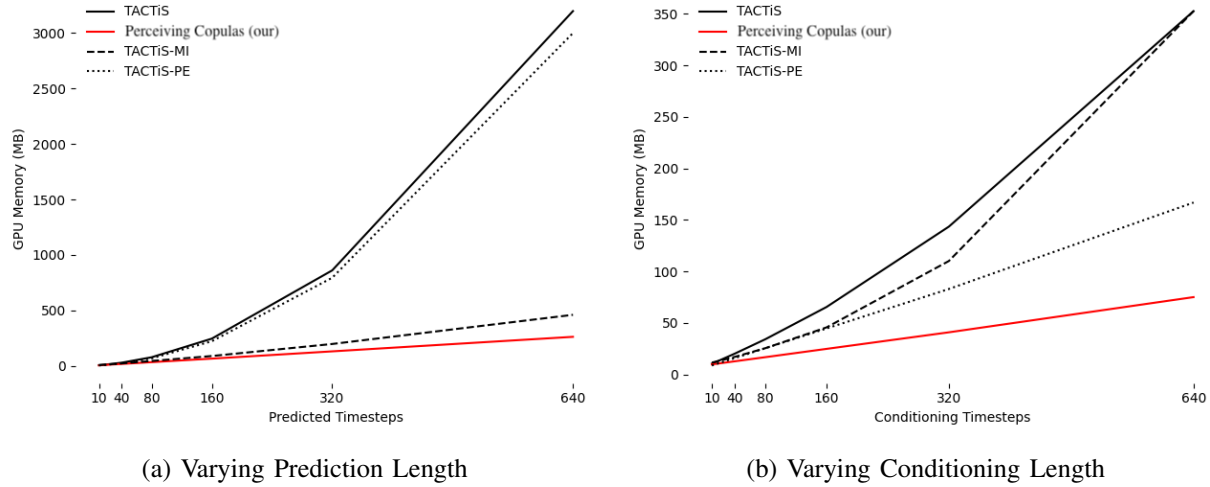 TACTiS
Perceiving Copulas (our)
TACTiS-MI
TACTiS-PE
3000
2500
2000
1500
1000
500
0
GPU Memory (MB)
10 40 80 160 320 640
Predicted Timesteps
(a) Varying Prediction Length
TACTiS
Perceiving Copulas (our)
TACTiS-MI
TACTiS-PE
350
300
250
200
150
100
50
0
GPU Memory (MB)
10 40 80 160 320 640
Conditioning Timesteps
(b) Varying Conditioning Length